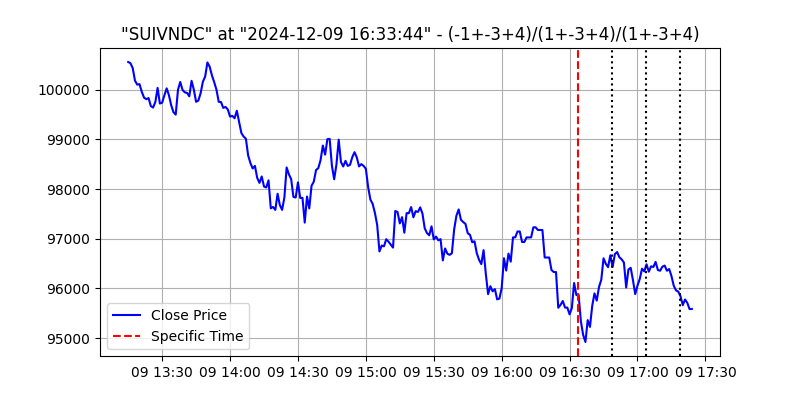 "SUIVNDC" at "2024-12-09 16:33:44" - (-1+-3+4)/(1+-3+4)/(1+-3+4)
100000
99000
98000
97000
96000
95000
Close Price
Specific Time
09 13:30 09 14:00 09 14:30 09 15:00 09 15:30 09 16:00 09 16:30 09 17:00 09 17:30